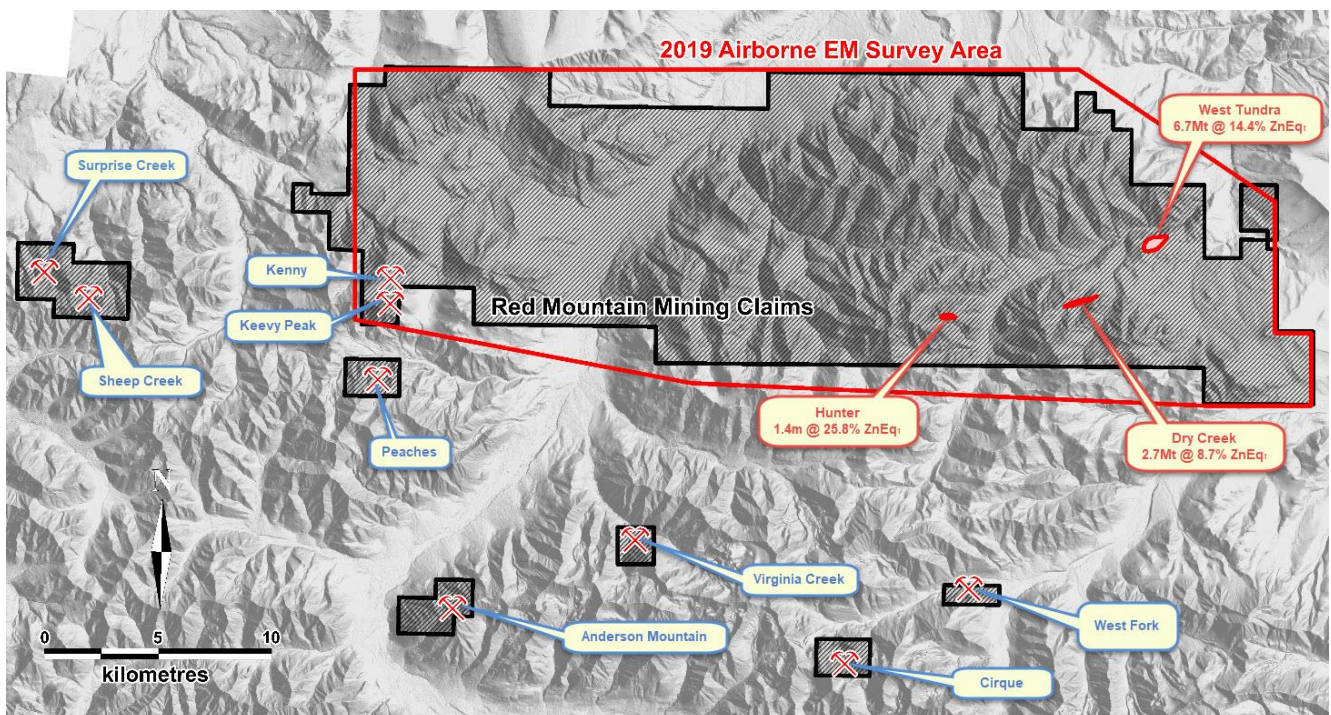 2019 Airborne EM Survey Area
West Tundra
6.7Mt @ 14.4% ZnEq₁
Surprise Creek
Kenny
Keevy Peak
Red Mountain Mining Claims
Sheep Creek
Hunter
1.4m @ 25.8% ZnEq₁
Dry Creek
2.7Mt @ 8.7% ZnEq₁
Peaches
N
Virginia Creek
Anderson Mountain
West Fork
Cirque
0 5 10
kilometres